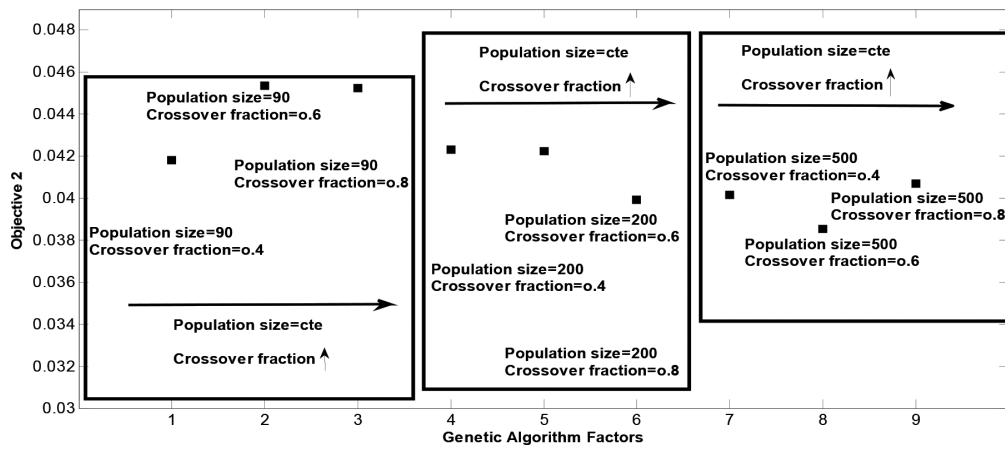 0.048
0.046
0.044
0.042
0.04
0.038
0.036
0.034
0.032
0.03
Objective 2
Population size=90
Crossover fraction=o.6
Population size=90
Crossover fraction=o.8
Population size=90
Crossover fraction=o.4
Population size=cte
Crossover fraction
Population size=cte
Crossover fraction
Population size=200
Crossover fraction=o.6
Population size=200
Crossover fraction=o.4
Population size=200
Crossover fraction=o.8
Population size=cte
Crossover fraction
Population size=500
Crossover fraction=o.4
Population size=500
Crossover fraction=o.8
Population size=500
Crossover fraction=o.6
1 2 3 4 5 6 7 8 9
Genetic Algorithm Factors